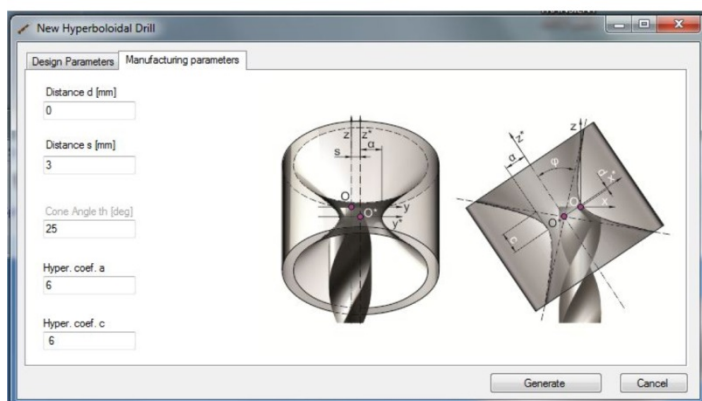 New Hyperboloidal Drill
Design Parameters Manufacturing parameters
Distance d [mm]
0
Distance s [mm]
3
Cone Angle th [deg]
25
Hyper. coef. a
6
Hyper. coef. c
6
z z*
s α
O y
O* y*
z* z
α φ
d x*
O x
O*
c
Generate Cancel